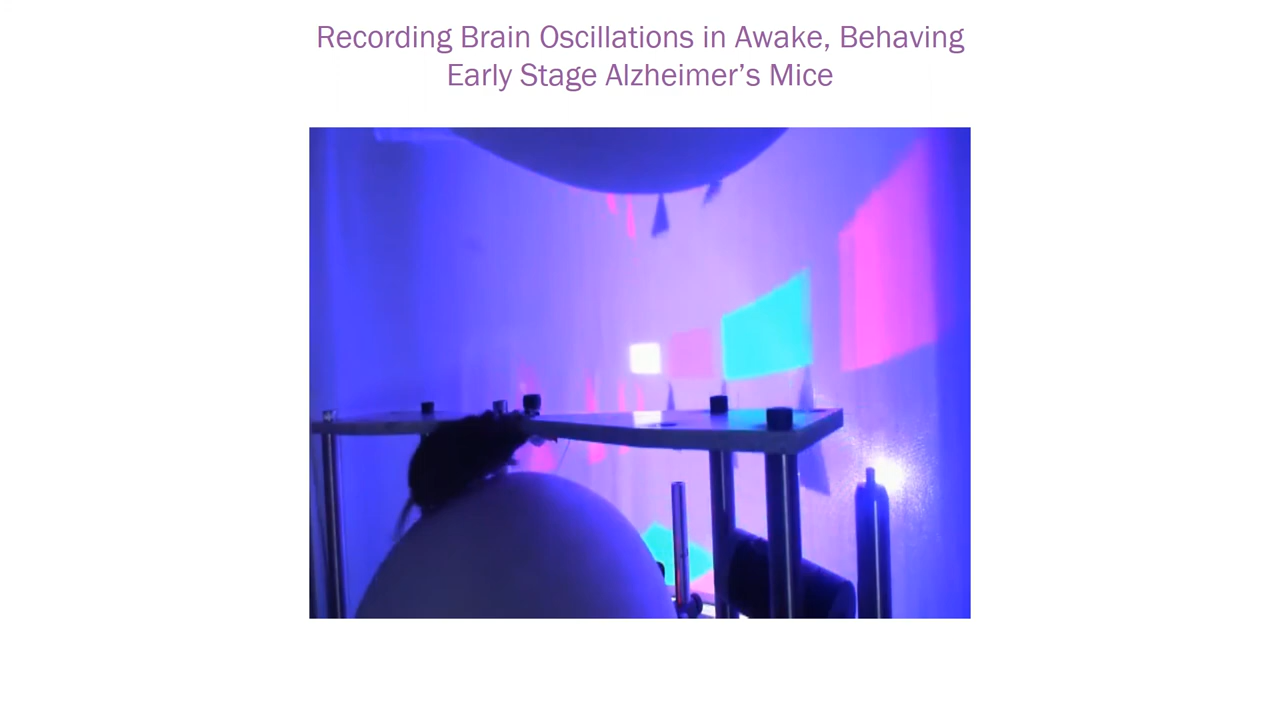 Recording Brain Oscillations in Awake, Behaving
Early Stage Alzheimer’s Mice